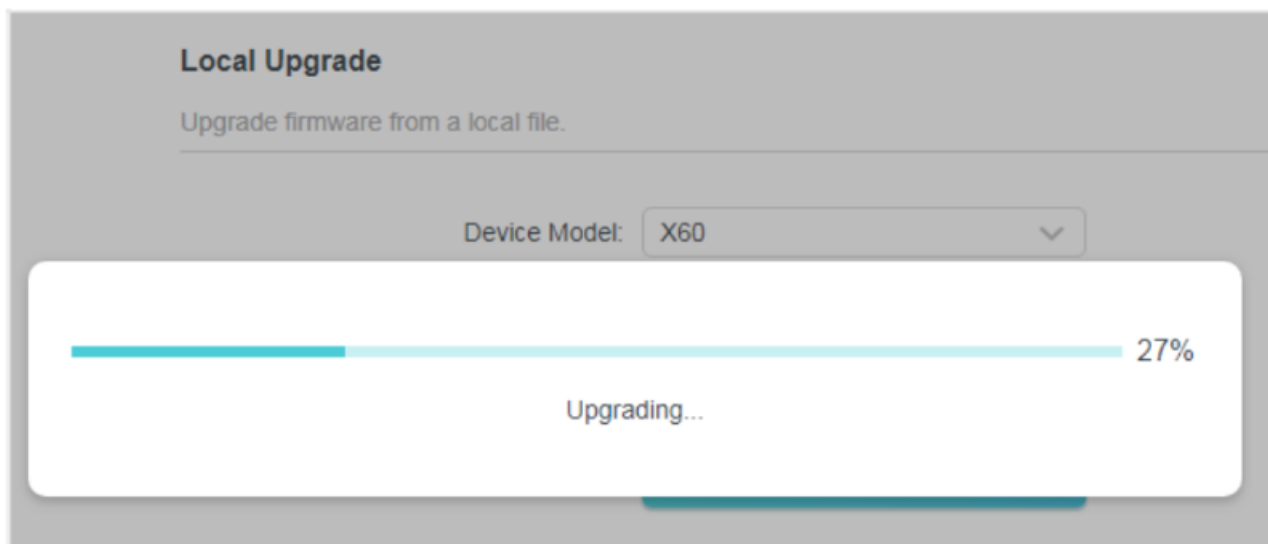 Local Upgrade
Upgrade firmware from a local file.
Device Model: X60
27%
Upgrading...